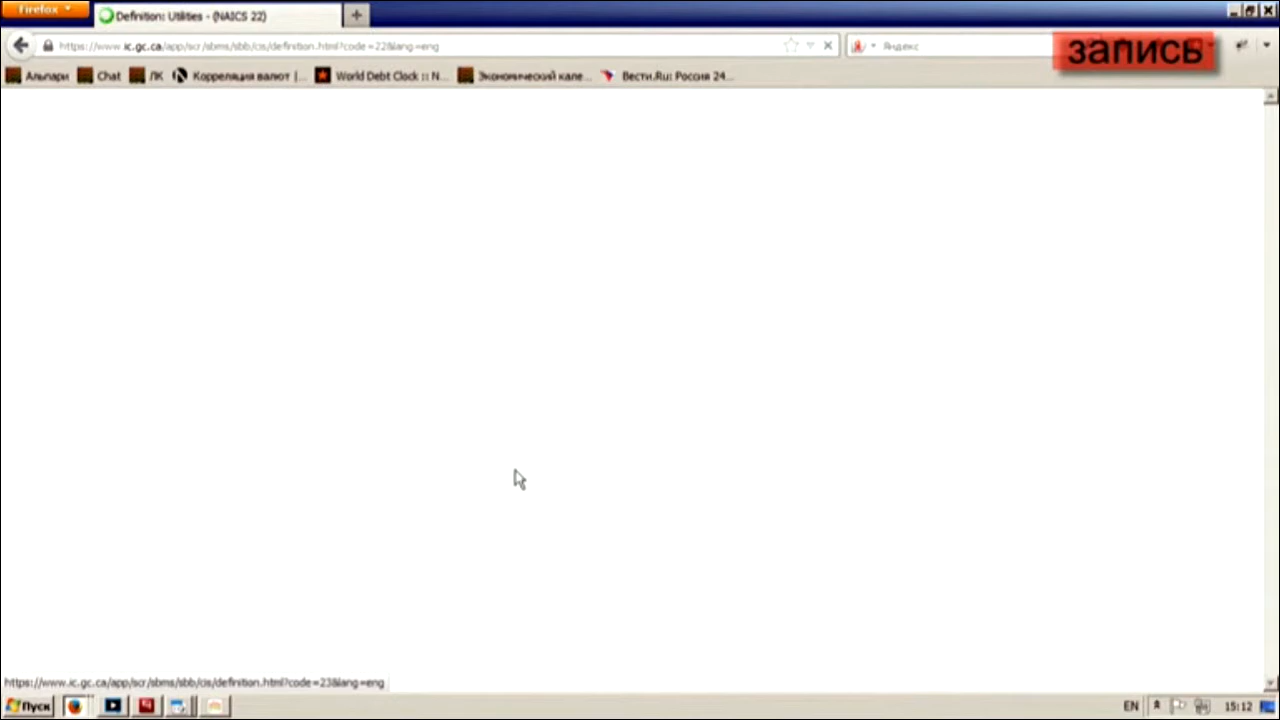 Firefox
Definition: Utilities - (NAICS 22)
https://www.ic.gc.ca/app/scr/sbms/sbb/cis/definition.html?code=22&lang=eng
Яндекс
запись
Альпари
Chat
ЛК
Корреляция валют |...
World Debt Clock :: N...
Экономический кале...
Вести.Ru: Россия 24...
https://www.ic.gc.ca/app/scr/sbms/sbb/cis/definition.html?code=23&lang=eng
Пуск
EN
15:12